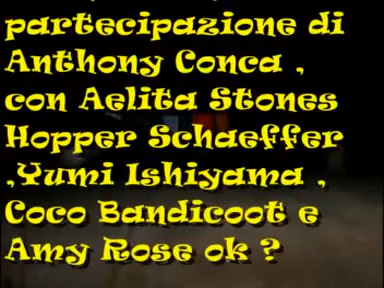 partecipazione di
Anthony Conca ,
con Aelita Stones
Hopper Schaeffer
,Yumi Ishiyama ,
Coco Bandicoot e
Amy Rose ok ?